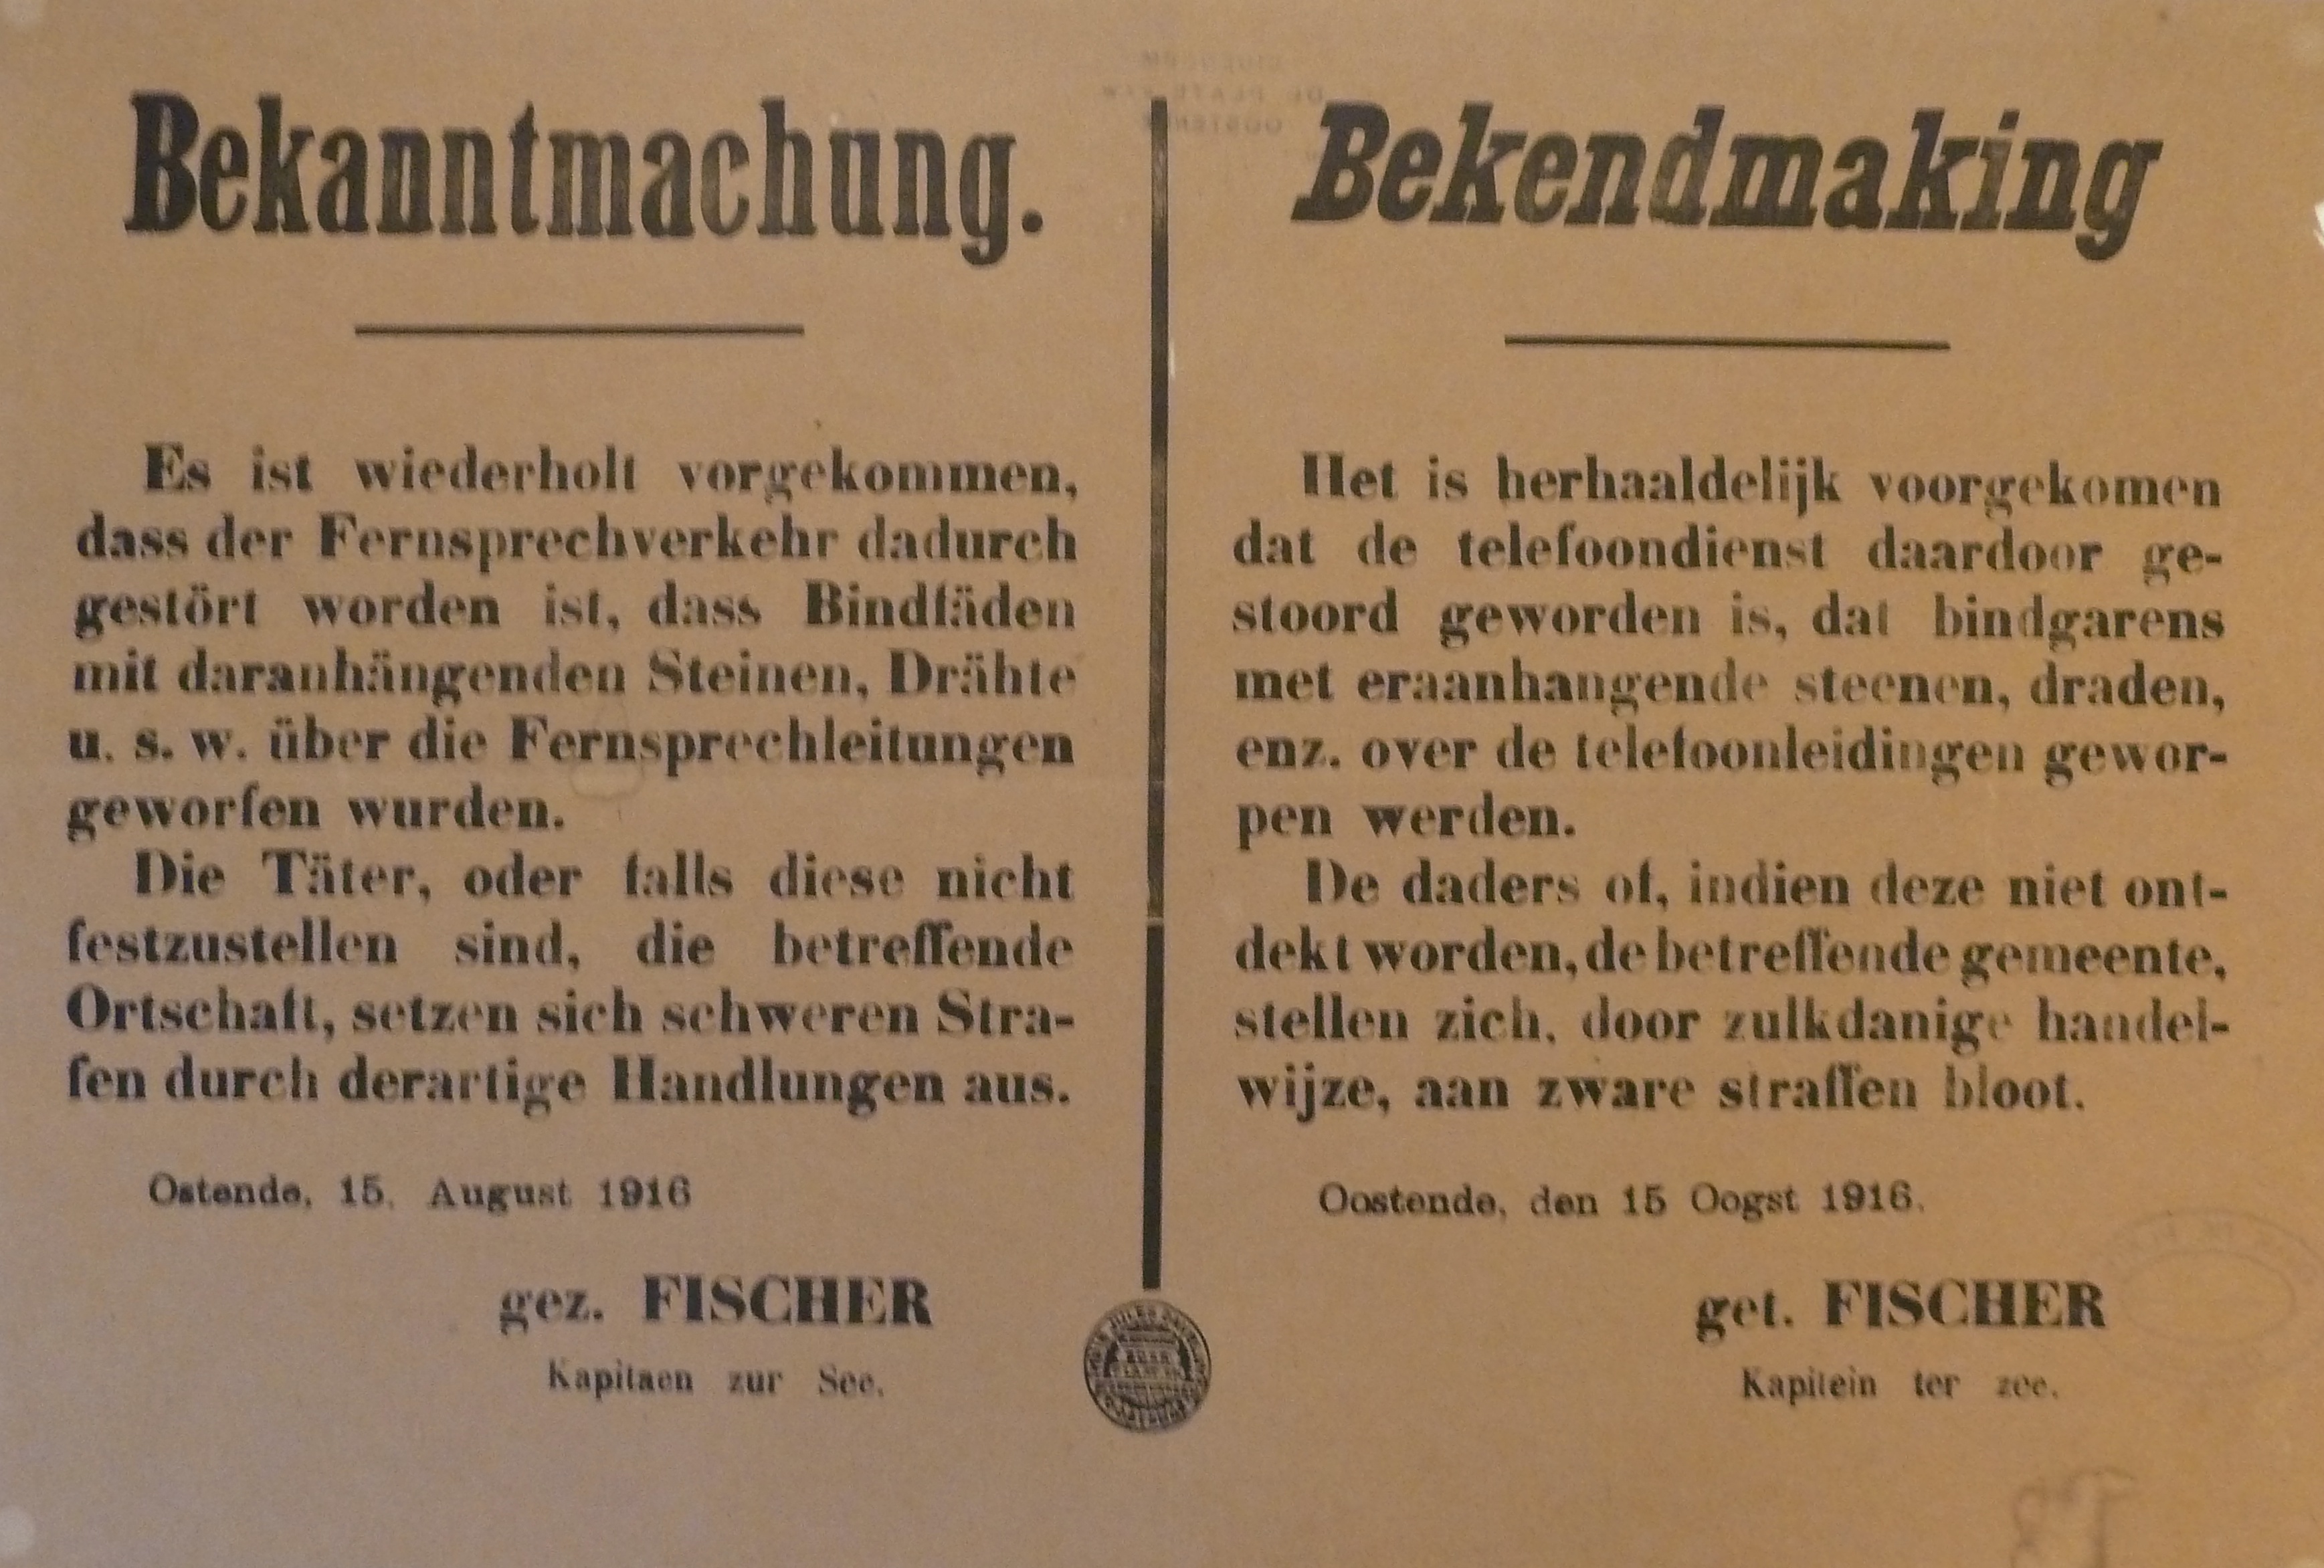 Bekanntmachung.
Es ist wiederholt vorgekommen,
dass der Fernsprechverkehr dadurch
gestört worden ist, dass Bindfäden
mit daranhängenden Steinen, Drähte
u. s. w. über die Fernsprechleitungen
geworfen wurden.
Die Täter, oder falls diese nicht
festzustellen sind, die betreffende
Ortschaft, setzen sich schweren Stra-
fen durch derartige Handlungen aus.
Ostende, 15. August 1916
gez. FISCHER
Kapitaen zur See.
Bekendmaking
Het is herhaaldelijk voorgekomen
dat de telefoondienst daardoor ge-
stoord geworden is, dat bindgarens
met eraanhangende steenen, draden,
enz. over de telefoonleidingen gewor-
pen werden.
De daders of, indien deze niet ont-
dekt worden, de betreffende gemeente,
stellen zich, door zulkdanige handel-
wijze, aan zware straffen bloot.
Oostende, den 15 Oogst 1916.
get. FISCHER
Kapitein ter zee.